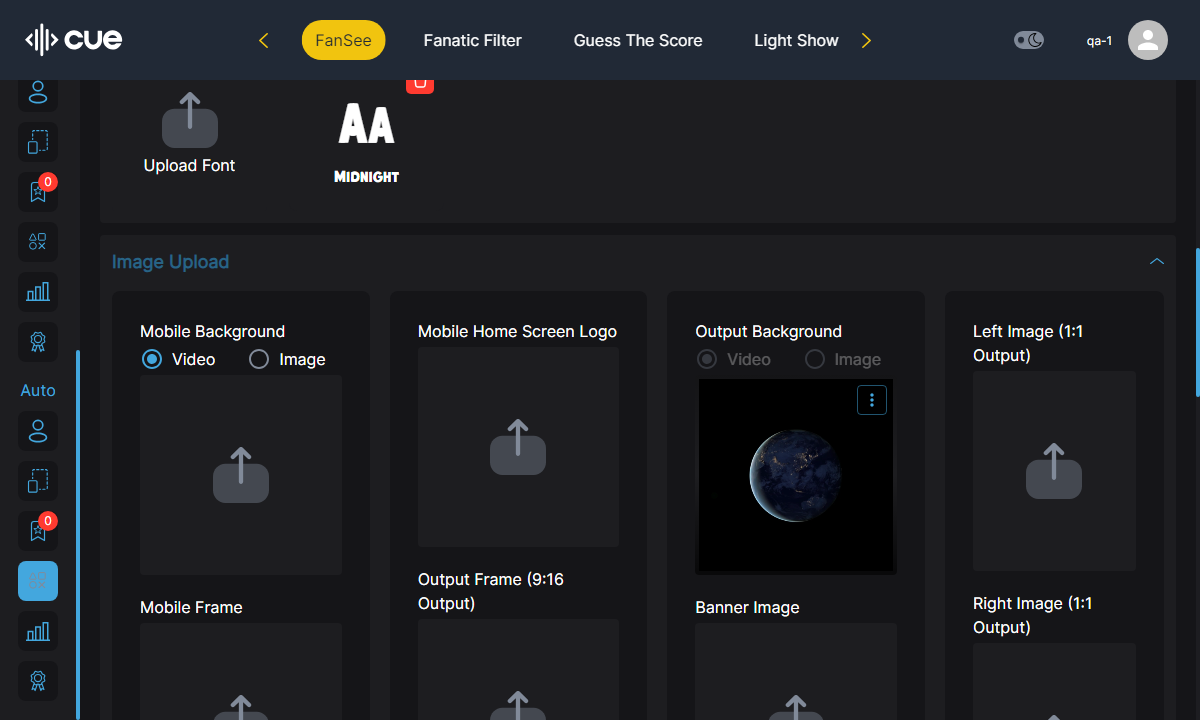 cue
FanSee
Fanatic Filter
Guess The Score
Light Show
qa-1
Upload Font
AA
MIDNIGHT
0
Auto
0
Image Upload
Mobile Background
Video
Image
Mobile Home Screen Logo
Output Background
Video
Image
Left Image (1:1
Output)
Mobile Frame
Output Frame (9:16
Output)
Banner Image
Right Image (1:1
Output)